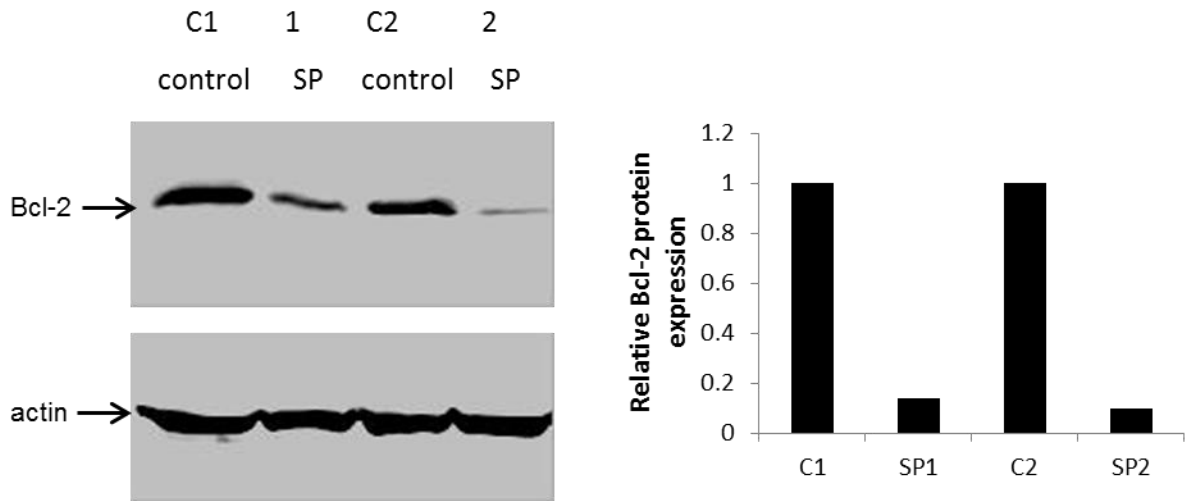 C1 1 C2 2
control SP control SP
Bcl-2
actin
Relative Bcl-2 protein
expression
1.2
1
0.8
0.6
0.4
0.2
0
C1 SP1 C2 SP2